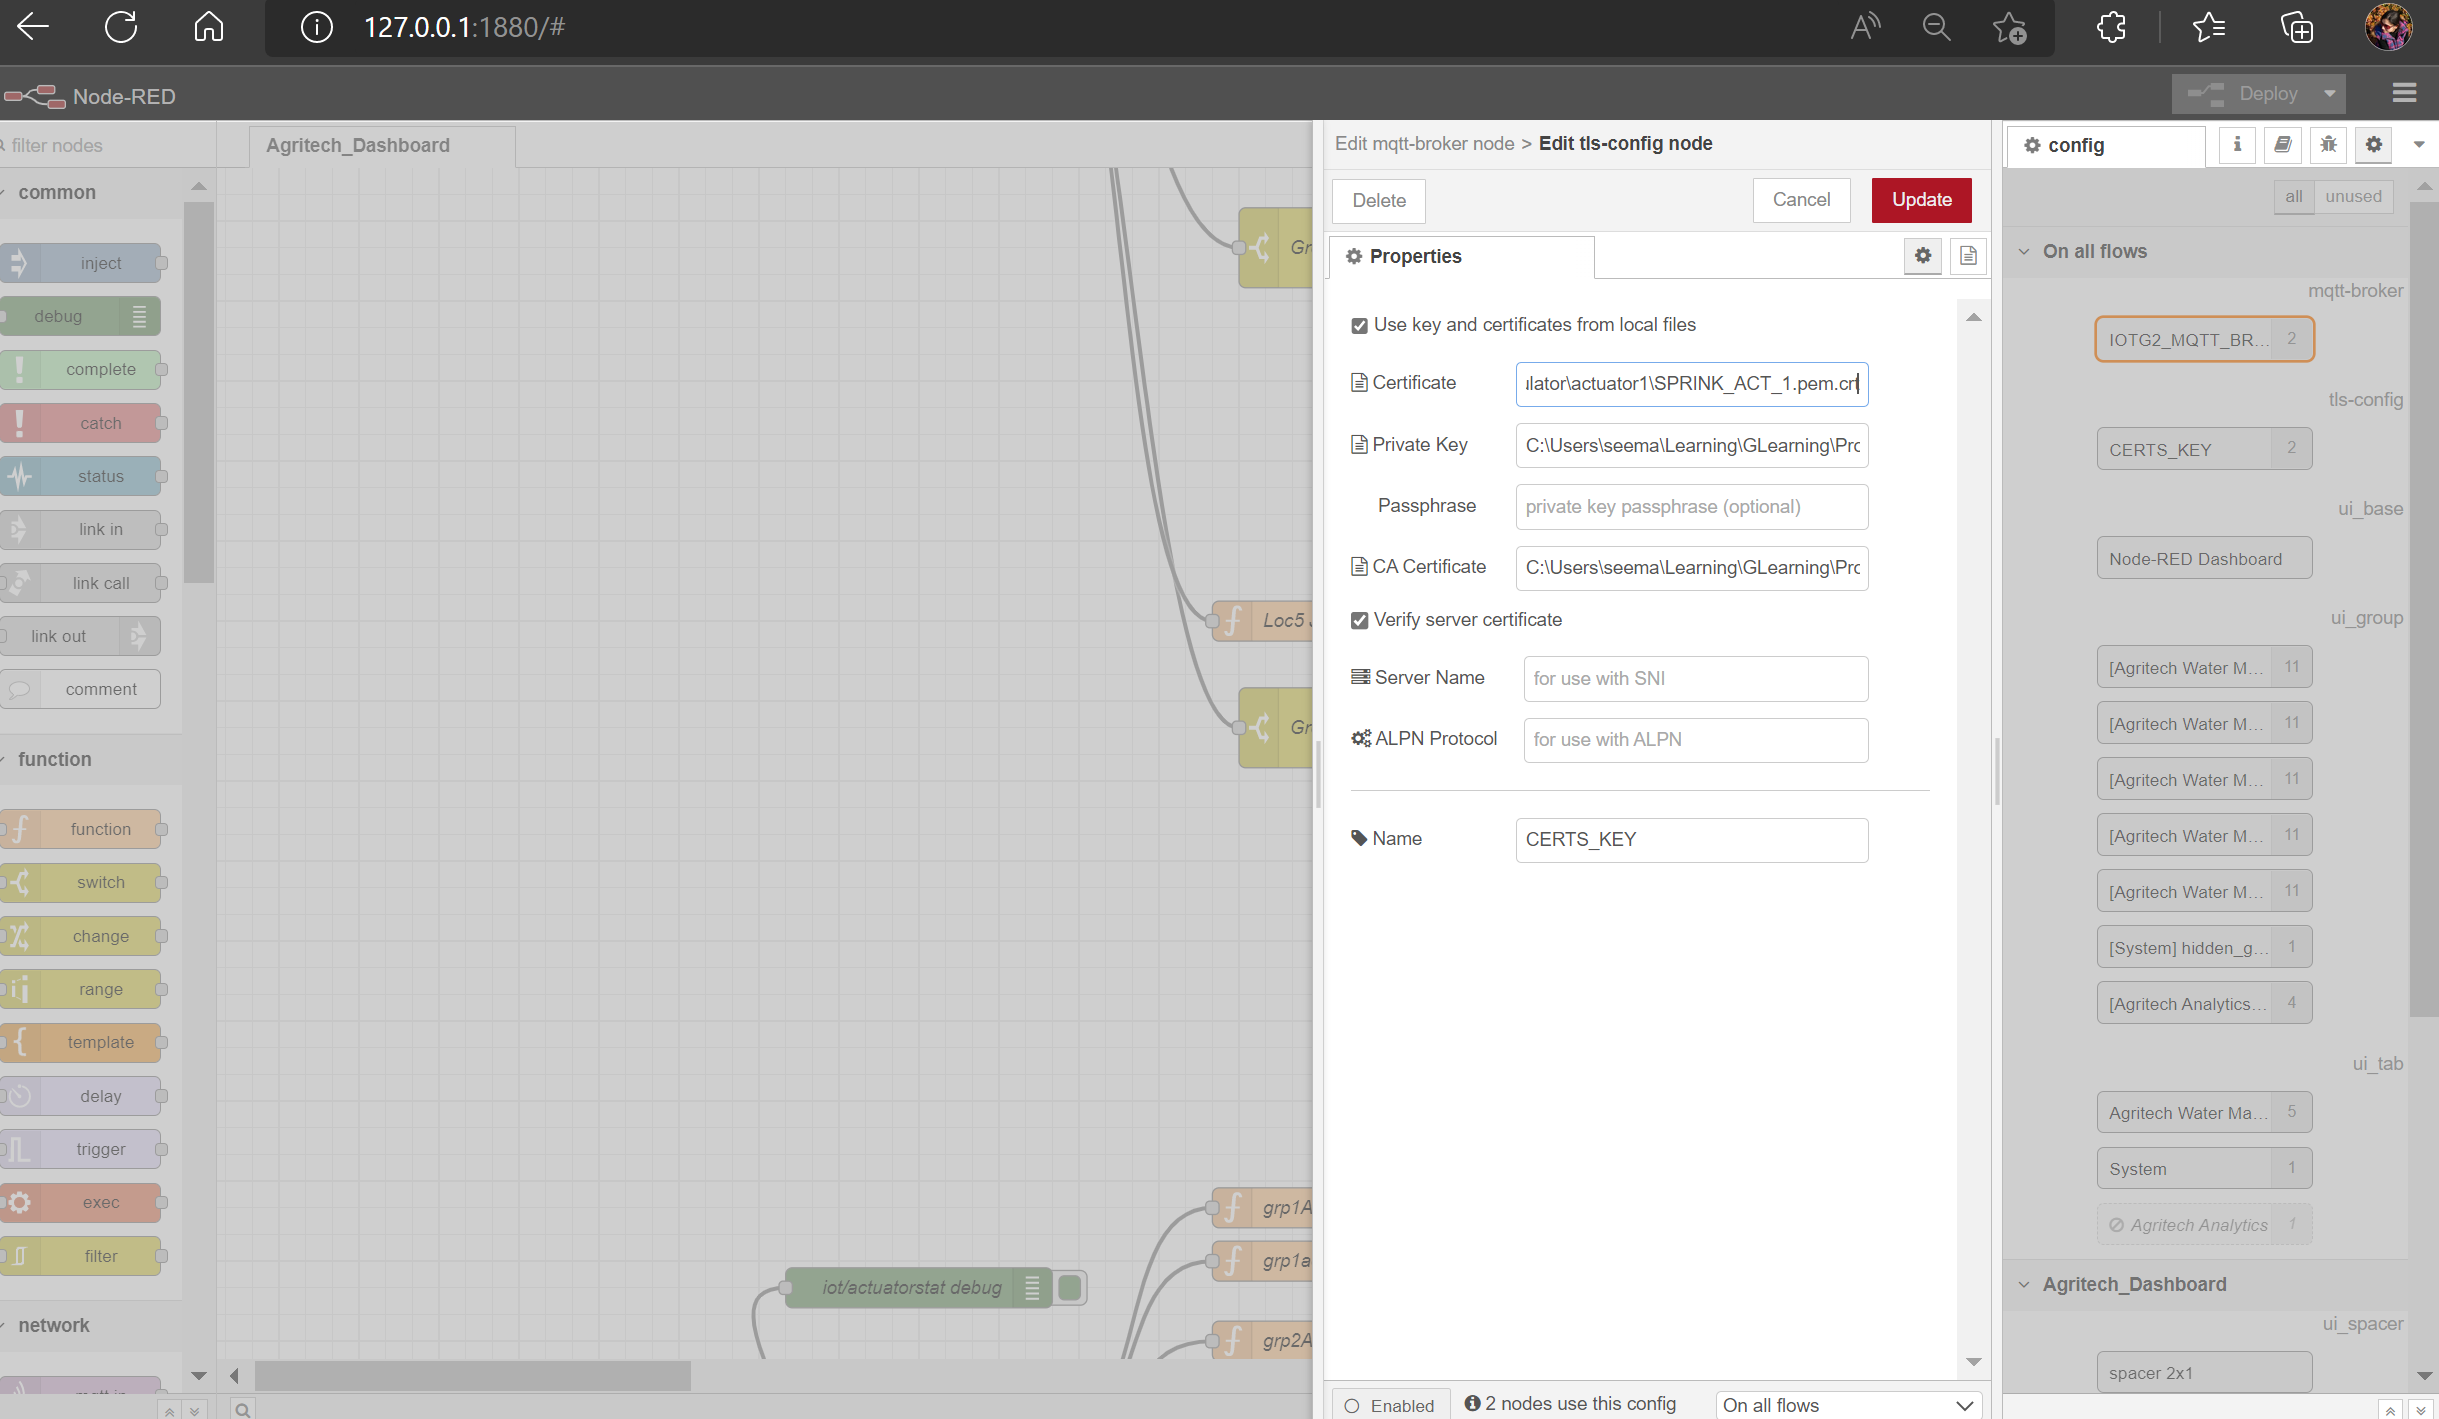 127.0.0.1:1880/#
Node-RED
Deploy
filter nodes
common
inject
debug
complete
catch
status
link in
link call
link out
comment
function
function
switch
change
range
template
delay
trigger
exec
filter
network
mqtt in
Agritech_Dashboard
Gr
Loc5
Gr
grp1A
grp1a
grp2A
iot/actuatorstat debug
Edit mqtt-broker node > Edit tls-config node
Delete
Cancel
Update
Properties
Use key and certificates from local files
Certificate
ılator\actuator1\SPRINK_ACT_1.pem.crt
Private Key
C:\Users\seema\Learning\GLearning\Prc
Passphrase
private key passphrase (optional)
CA Certificate
C:\Users\seema\Learning\GLearning\Prc
Verify server certificate
Server Name
for use with SNI
ALPN Protocol
for use with ALPN
Name
CERTS_KEY
Enabled
2 nodes use this config
On all flows
config
all
unused
On all flows
mqtt-broker
IOTG2_MQTT_BR... 2
tls-config
CERTS_KEY 2
ui_base
Node-RED Dashboard
ui_group
[Agritech Water M... 11
[Agritech Water M... 11
[Agritech Water M... 11
[Agritech Water M... 11
[Agritech Water M... 11
[System] hidden_g... 1
[Agritech Analytics... 4
ui_tab
Agritech Water Ma... 5
System 1
Agritech Analytics 1
Agritech_Dashboard
ui_spacer
spacer 2x1